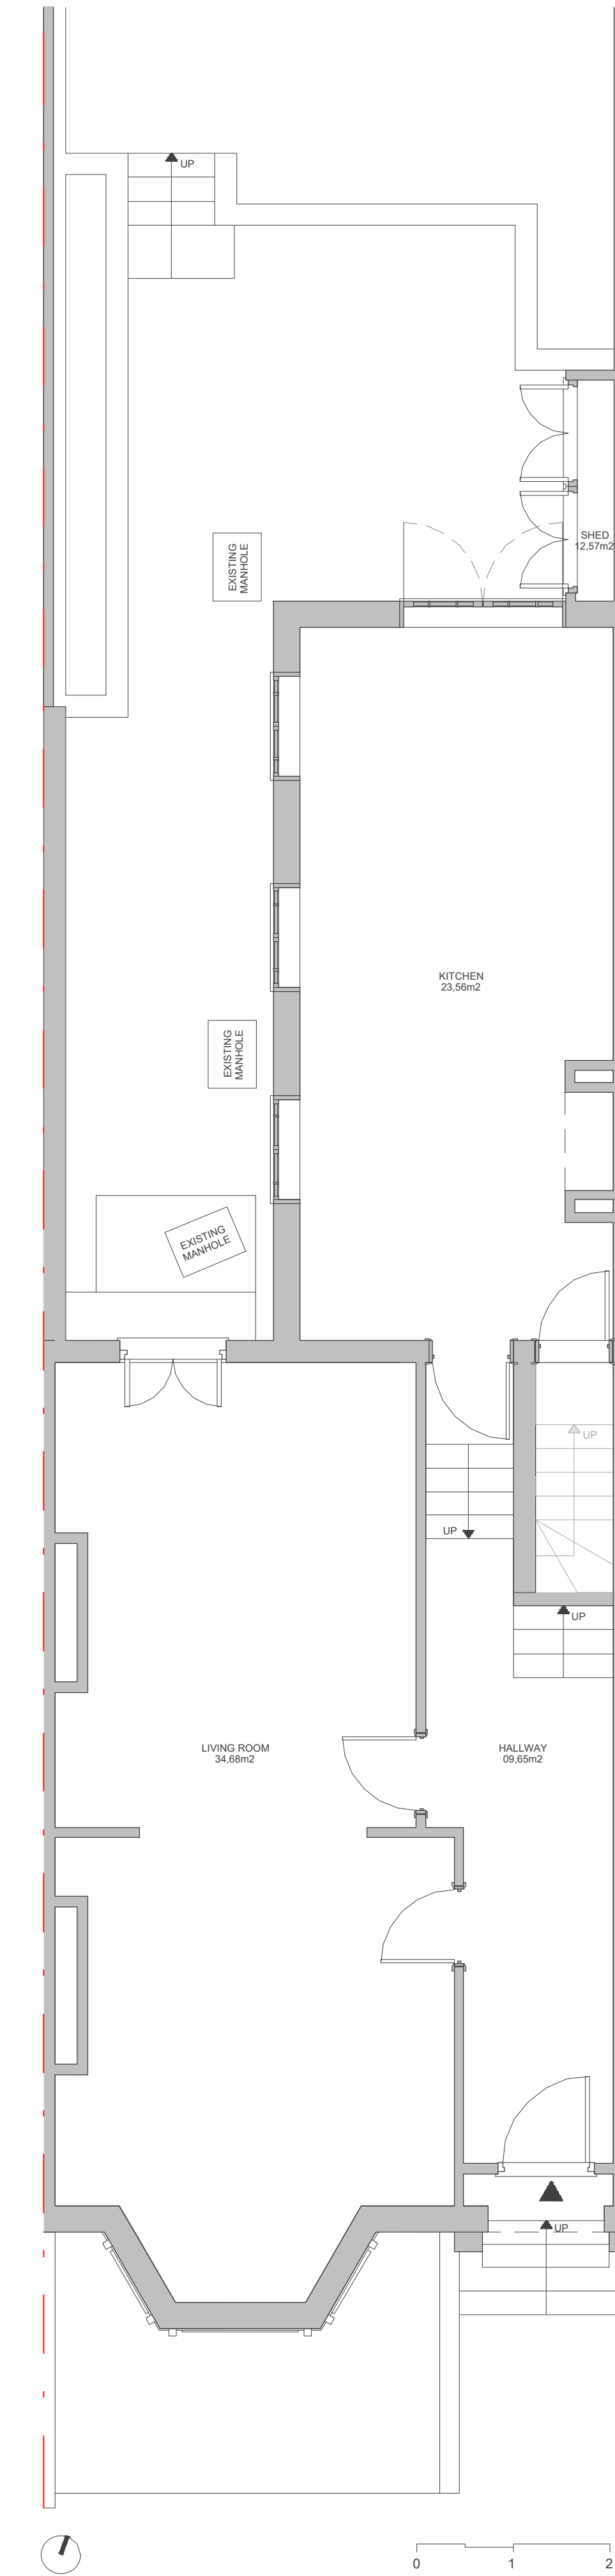 UP
EXISTING
MANHOLE
SHED
12,57m2
KITCHEN
23,56m2
EXISTING
MANHOLE
EXISTING
MANHOLE
UP
UP
UP
LIVING ROOM
34,68m2
HALLWAY
09,65m2
UP
0 1 2